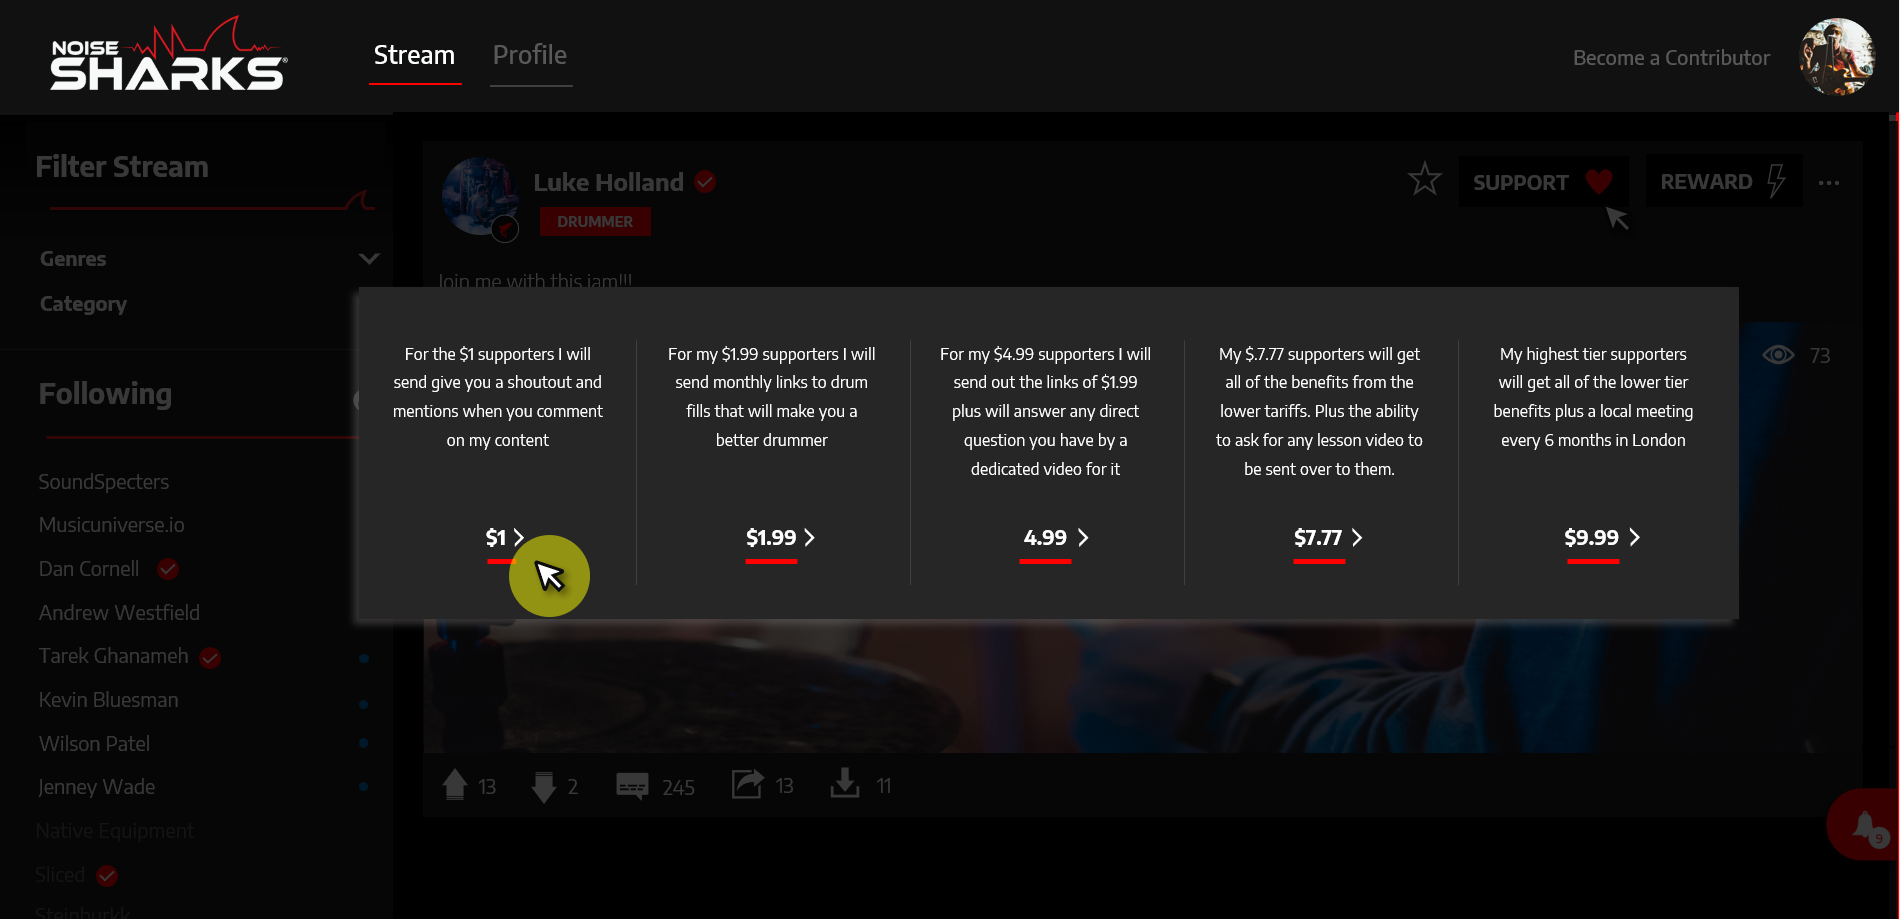 NOISE
SHARKS®
Stream
Profile
Become a Contributor
Filter Stream
Genres
Category
Following
SoundSpecters
Musicuniverse.io
Dan Cornell
Andrew Westfield
Tarek Ghanameh
Kevin Bluesman
Wilson Patel
Jenney Wade
Native Equipment
Sliced
Steinburkk
Luke Holland
DRUMMER
SUPPORT
REWARD
...
Join me with this jam!!!
73
For the $1 supporters I will
send give you a shoutout and
mentions when you comment
on my content
$1
For my $1.99 supporters I will
send monthly links to drum
fills that will make you a
better drummer
$1.99
For my $4.99 supporters I will
send out the links of $1.99
plus will answer any direct
question you have by a
dedicated video for it
4.99
My $.7.77 supporters will get
all of the benefits from the
lower tariffs. Plus the ability
to ask for any lesson video to
be sent over to them.
$7.77
My highest tier supporters
will get all of the lower tier
benefits plus a local meeting
every 6 months in London
$9.99
13
2
245
13
11
9